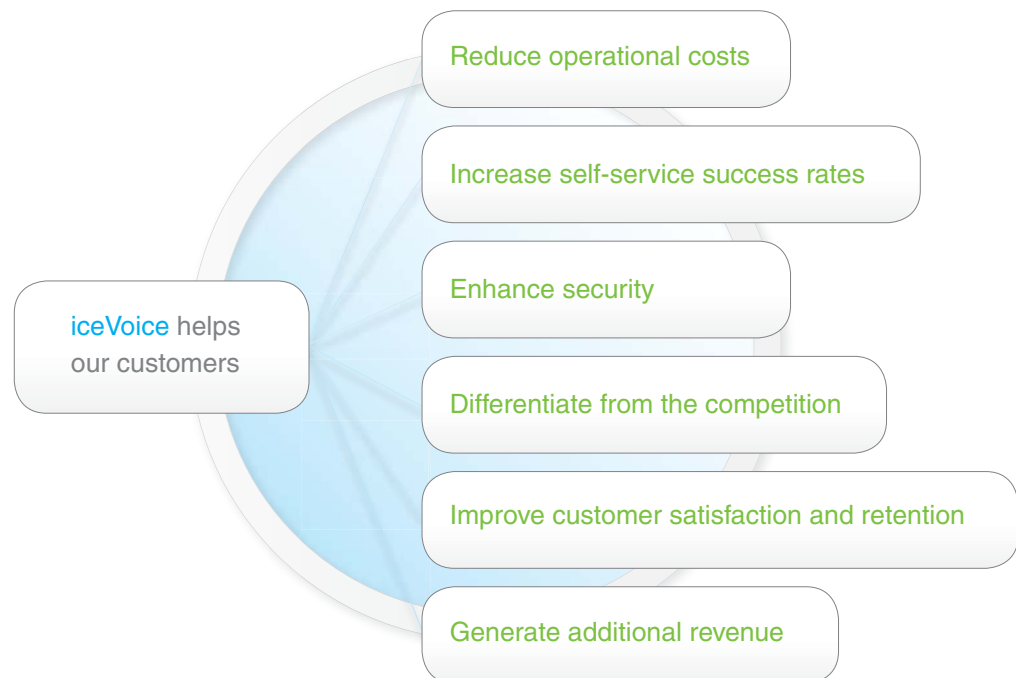 Reduce operational costs
Increase self-service success rates
Enhance security
iceVoice helps
our customers
Differentiate from the competition
Improve customer satisfaction and retention
Generate additional revenue